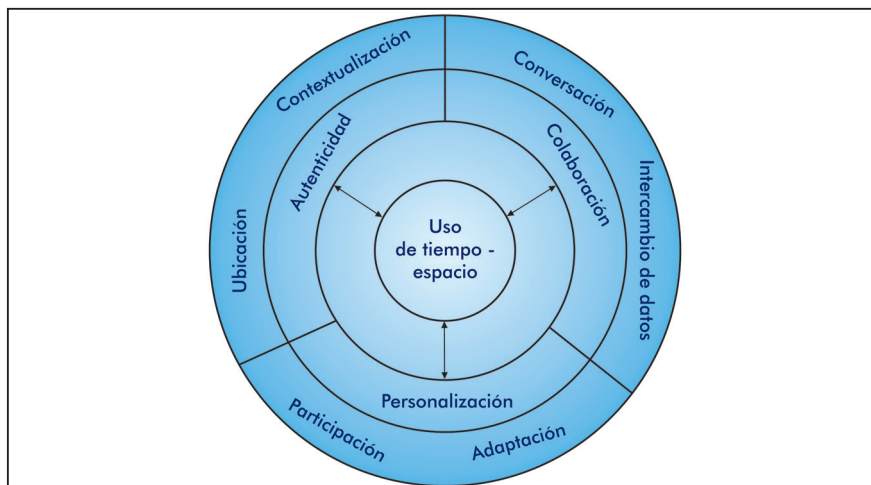 Contextualización
Conversación
Autenticidad
Colaboración
Ubicación
Intercambio de datos
Uso
de tiempo -
espacio
Personalización
Participación
Adaptación